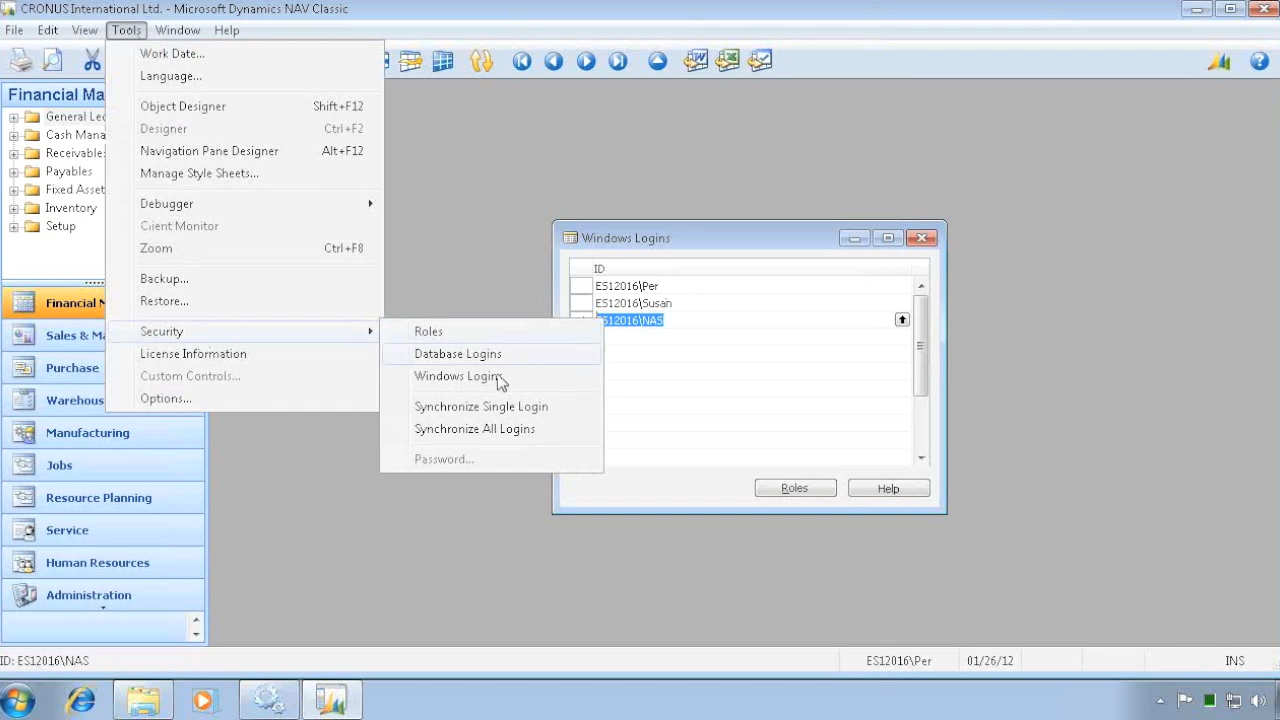 CRONUS International Ltd. - Microsoft Dynamics NAV Classic
File Edit View Tools Window Help
Financial Ma
General Led
Cash Mana
Receivables
Payables
Fixed Asset
Inventory
Setup
Financial M
Sales & Ma
Purchase
Warehous
Manufacturing
Jobs
Resource Planning
Service
Human Resources
Administration
Work Date...
Language...
Object Designer Shift+F12
Designer Ctrl+F2
Navigation Pane Designer Alt+F12
Manage Style Sheets...
Debugger
Client Monitor
Zoom Ctrl+F8
Backup...
Restore...
Security
License Information
Custom Controls...
Options...
Roles
Database Logins
Windows Logins
Synchronize Single Login
Synchronize All Logins
Password...
Windows Logins
ID
ES12016\Per
ES12016\Susan
ES12016\NAS
Roles Help
ID: ES12016\NAS ES12016\Per 01/26/12 INS